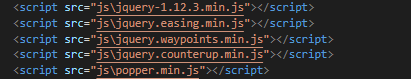 <script src="js\jquery-1.12.3.min.js"></script>
<script src="js\jquery.easing.min.js"></script>
<script src="js\jquery.waypoints.min.js"></script>
<script src="js\jquery.counterup.min.js"></script>
<script src="js\popper.min.js"></script>